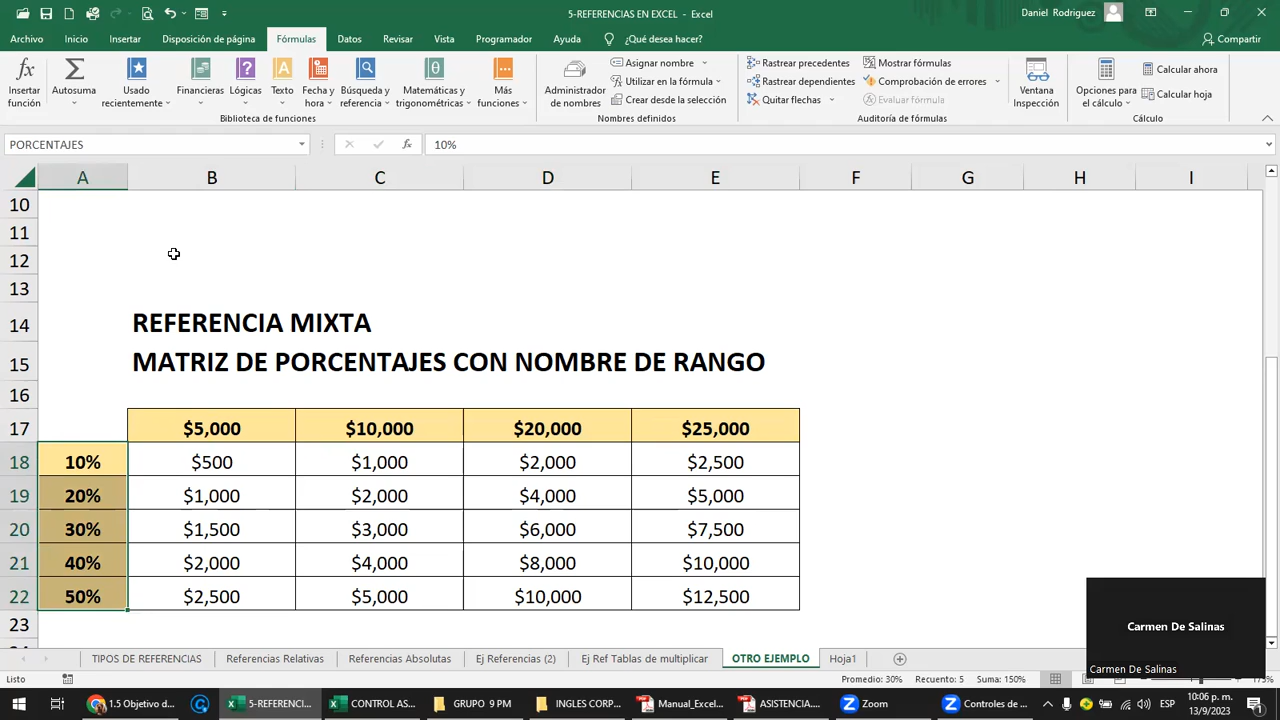 5-REFERENCIAS EN EXCEL - Excel
Daniel Rodriguez
Archivo Inicio Insertar Disposición de página Fórmulas Datos Revisar Vista Programador Ayuda ¿Qué desea hacer? Compartir
Insertar función
Autosuma
Usado recientemente
Financieras
Lógicas
Texto
Fecha y hora
Búsqueda y referencia
Matemáticas y trigonométricas
Más funciones
Biblioteca de funciones
Administrador de nombres
Asignar nombre
Utilizar en la fórmula
Crear desde la selección
Nombres definidos
Rastrear precedentes
Rastrear dependientes
Quitar flechas
Mostrar fórmulas
Comprobación de errores
Evaluar fórmula
Auditoría de fórmulas
Ventana Inspección
Opciones para el cálculo
Calcular ahora
Calcular hoja
Cálculo
PORCENTAJES fx 10%
A B C D E F G H I
10
11
12
13
14 REFERENCIA MIXTA
15 MATRIZ DE PORCENTAJES CON NOMBRE DE RANGO
16
17 $5,000 $10,000 $20,000 $25,000
18 10% $500 $1,000 $2,000 $2,500
19 20% $1,000 $2,000 $4,000 $5,000
20 30% $1,500 $3,000 $6,000 $7,500
21 40% $2,000 $4,000 $8,000 $10,000
22 50% $2,500 $5,000 $10,000 $12,500
23
Carmen De Salinas
Carmen De Salinas
TIPOS DE REFERENCIAS Referencias Relativas Referencias Absolutas Ej Referencias (2) Ej Ref Tablas de multiplicar OTRO EJEMPLO Hoja1
Listo Promedio: 30% Recuento: 5 Suma: 150%
1.5 Objetivo d... 5-REFERENCI... CONTROL AS... GRUPO 9 PM INGLES CORP... Manual_Exce... ASISTENCIA.... Zoom Controles de ... ESP 10:06 p. m.
13/9/2023